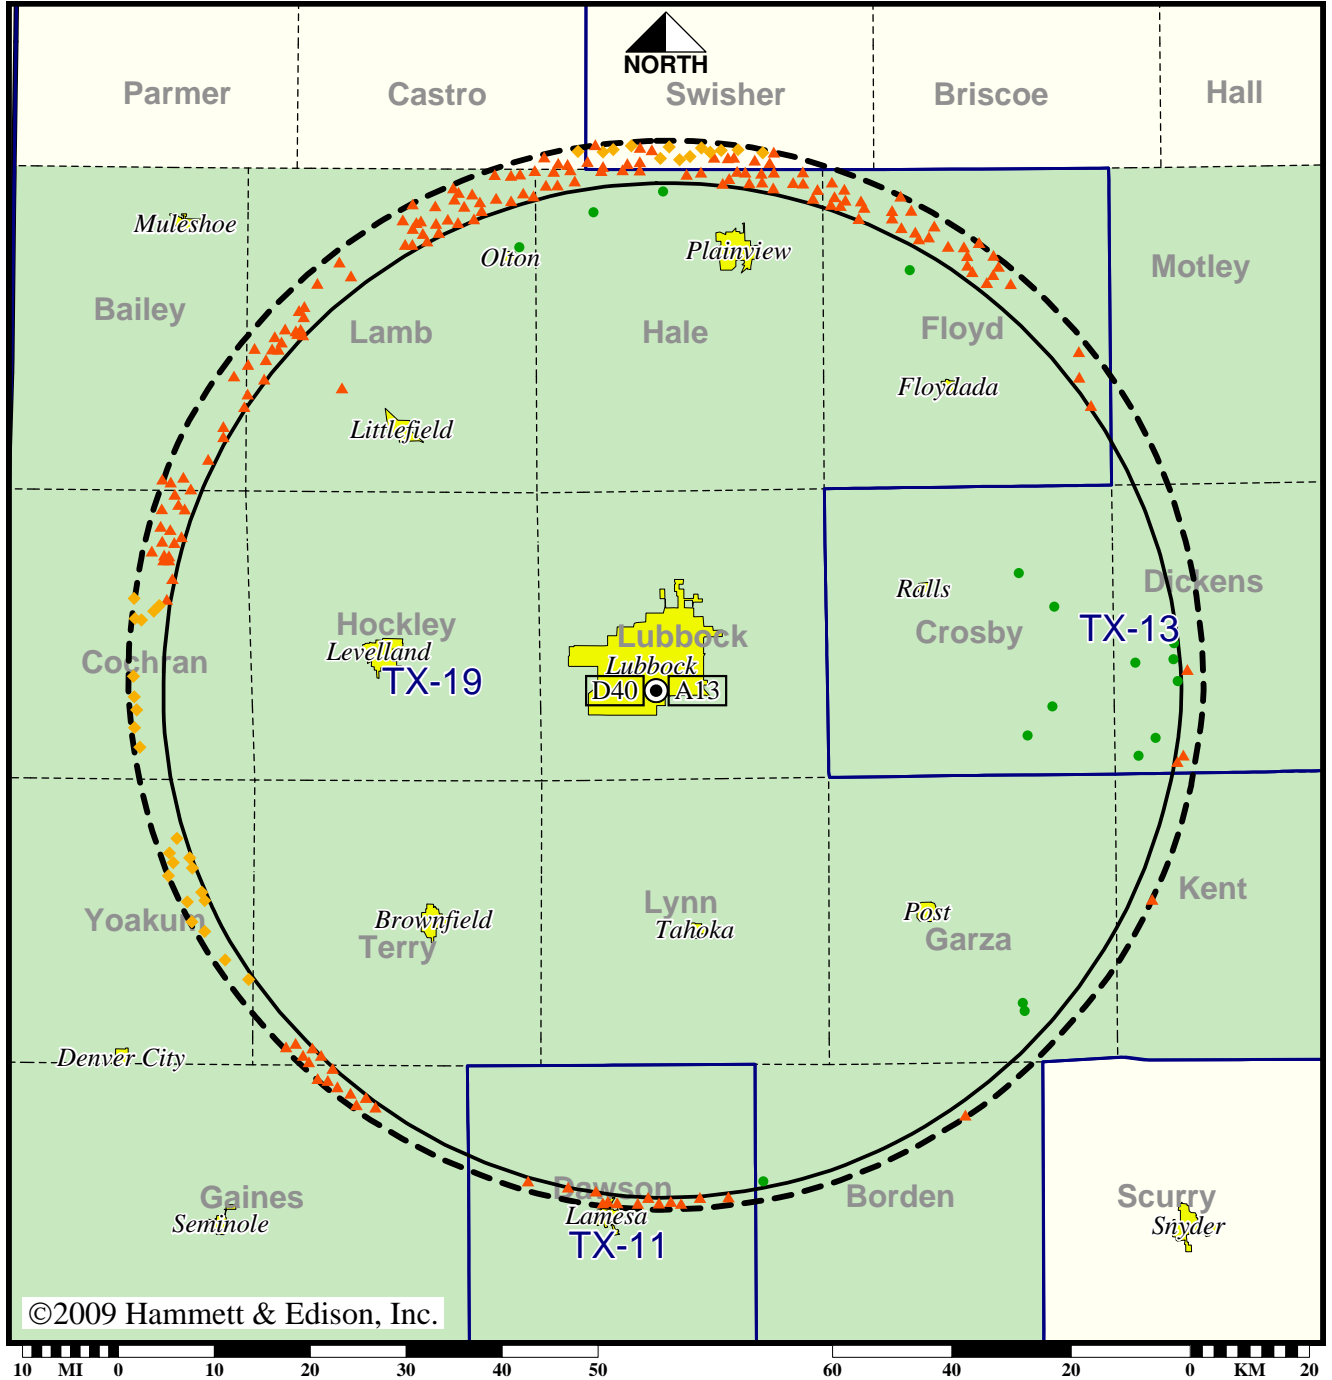 NORTH
Parmer
Castro
Swisher
Briscoe
Hall
Muleshoe
Olton
Plainview
Motley
Bailey
Lamb
Hale
Floyd
Floydada
Littlefield
Ralls
Dickens
Hockley
Lubbock
Crosby
TX-13
Levelland
Cochran
Lubbock
TX-19
D40
A13
Yoakum
Brownfield
Terry
Lynn
Tahoka
Post
Garza
Kent
Denver City
Gaines
Seminole
Dawson
Lamesa
TX-11
Borden
Scurry
Snyder
©2009 Hammett & Edison, Inc.
10 MI 0 10 20 30 40 50 60 40 20 0 KM 20